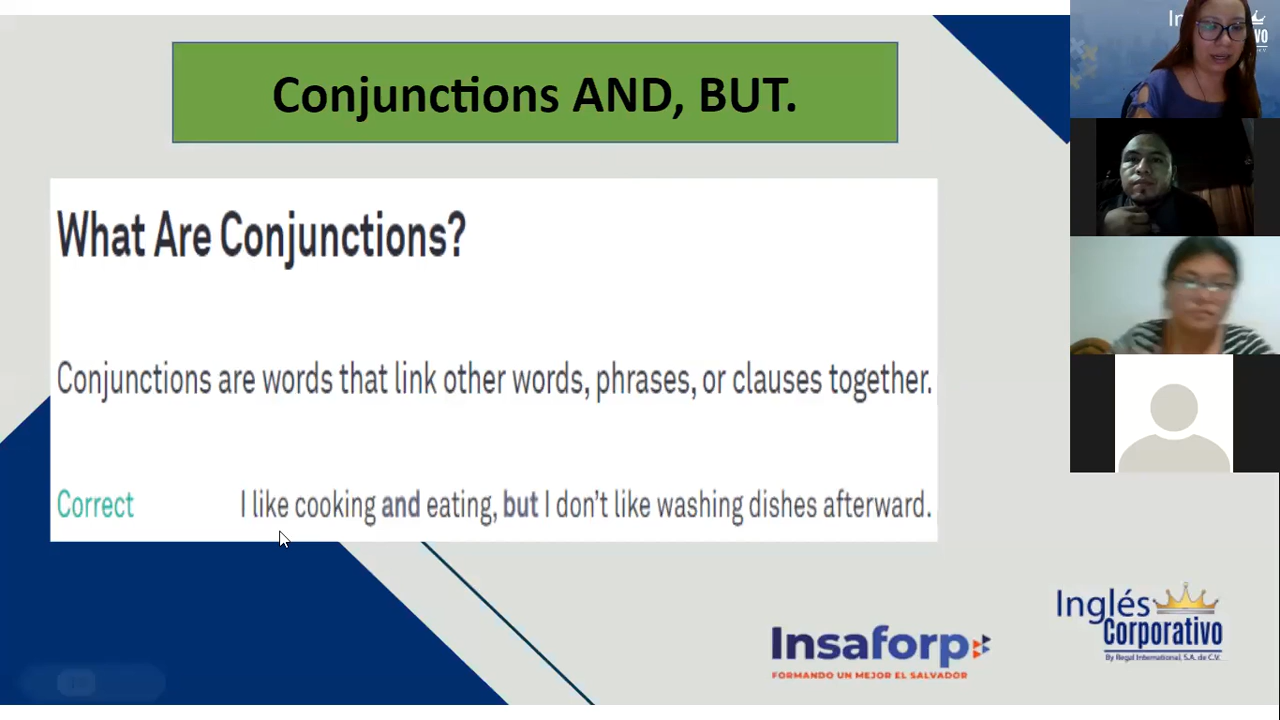 Conjunctions AND, BUT.
What Are Conjunctions?
Conjunctions are words that link other words, phrases, or clauses together.
Correct I like cooking and eating, but I don't like washing dishes afterward.
Insaforp
FORMANDO UN MEJOR EL SALVADOR
Inglés
Corporativo
By Regal International, S.A. de C.V.